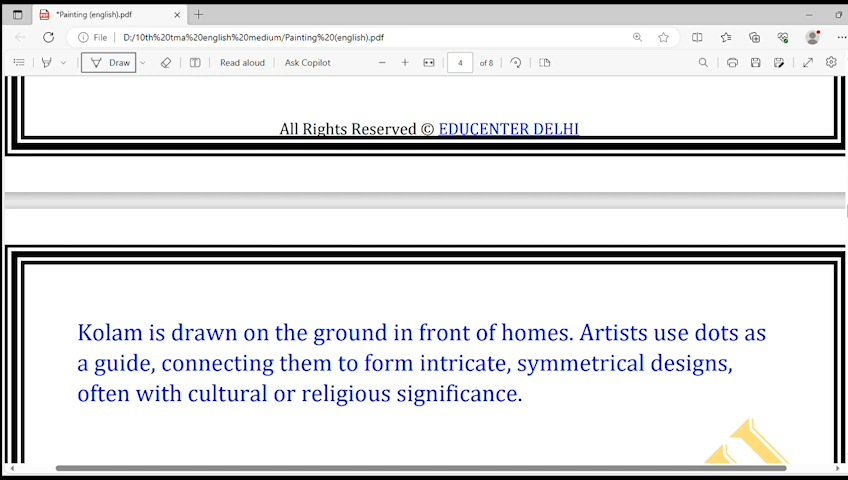 *Painting (english).pdf
File
D:/10th%20tma%20english%20medium/Painting%20(english).pdf
Draw
Read aloud
Ask Copilot
4
of 8
All Rights Reserved © EDUCENTER DELHI
Kolam is drawn on the ground in front of homes. Artists use dots as
a guide, connecting them to form intricate, symmetrical designs,
often with cultural or religious significance.